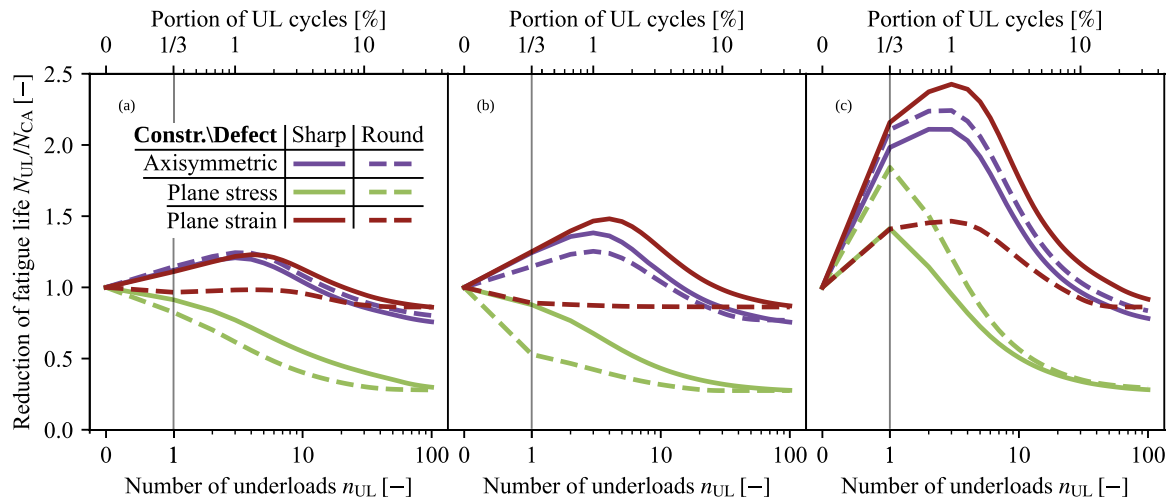 Portion of UL cycles [%] Portion of UL cycles [%] Portion of UL cycles [%]
0 1/3 1 10 0 1/3 1 10 0 1/3 1 10
Reduction of fatigue life N_UL/N_CA [−]
2.5
2.0
1.5
1.0
0.5
0.0
(a) (b) (c)
Constr.\Defect Sharp Round
Axisymmetric
Plane stress
Plane strain
0 1 10 100 0 1 10 100 0 1 10 100
Number of underloads n_UL [−] Number of underloads n_UL [−] Number of underloads n_UL [−]